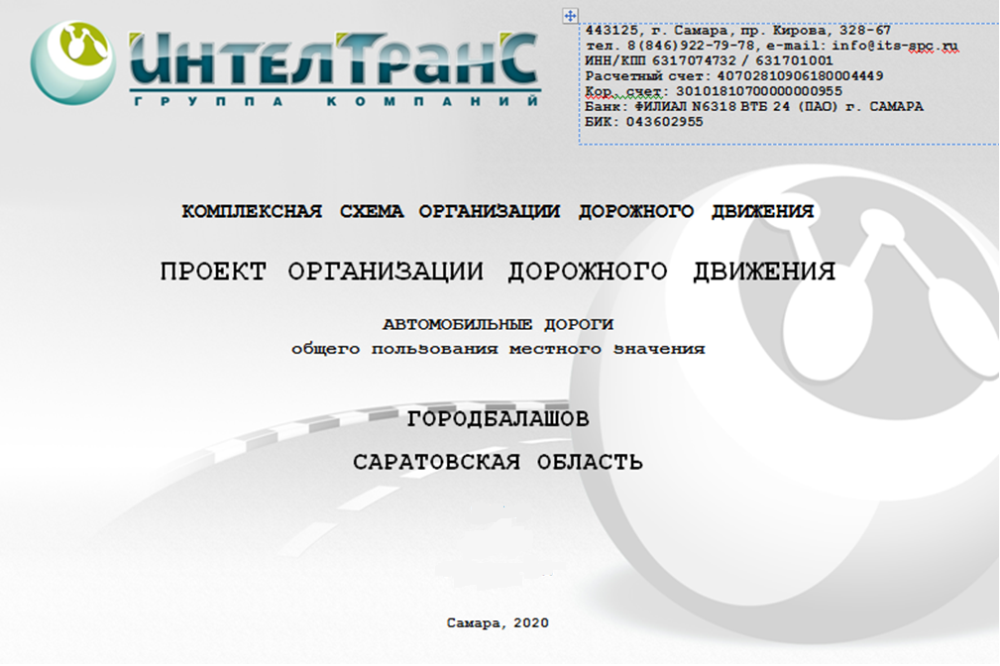 ИнтелТранС
ГРУППА КОМПАНИЙ
443125, г. Самара, пр. Кирова, 328-67
тел. 8(846)922-79-78, e-mail: info@its-spc.ru
ИНН/КПП 6317074732 / 631701001
Расчетный счет: 40702810906180004449
Кор. счет: 30101810700000000955
Банк: ФИЛИАЛ N6318 ВТБ 24 (ПАО) г. САМАРА
БИК: 043602955
КОМПЛЕКСНАЯ СХЕМА ОРГАНИЗАЦИИ ДОРОЖНОГО ДВИЖЕНИЯ
ПРОЕКТ ОРГАНИЗАЦИИ ДОРОЖНОГО ДВИЖЕНИЯ
АВТОМОБИЛЬНЫЕ ДОРОГИ
общего пользования местного значения
ГОРОДБАЛАШОВ
САРАТОВСКАЯ ОБЛАСТЬ
Самара, 2020